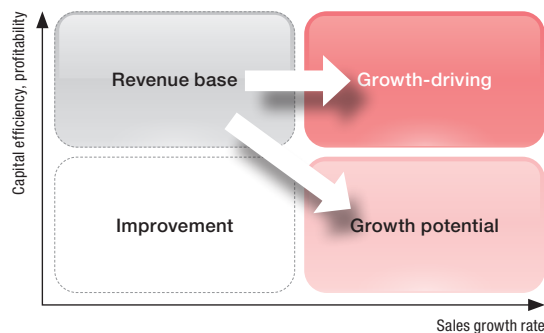 Capital efficiency, profitability
Revenue base
Growth-driving
Improvement
Growth potential
Sales growth rate